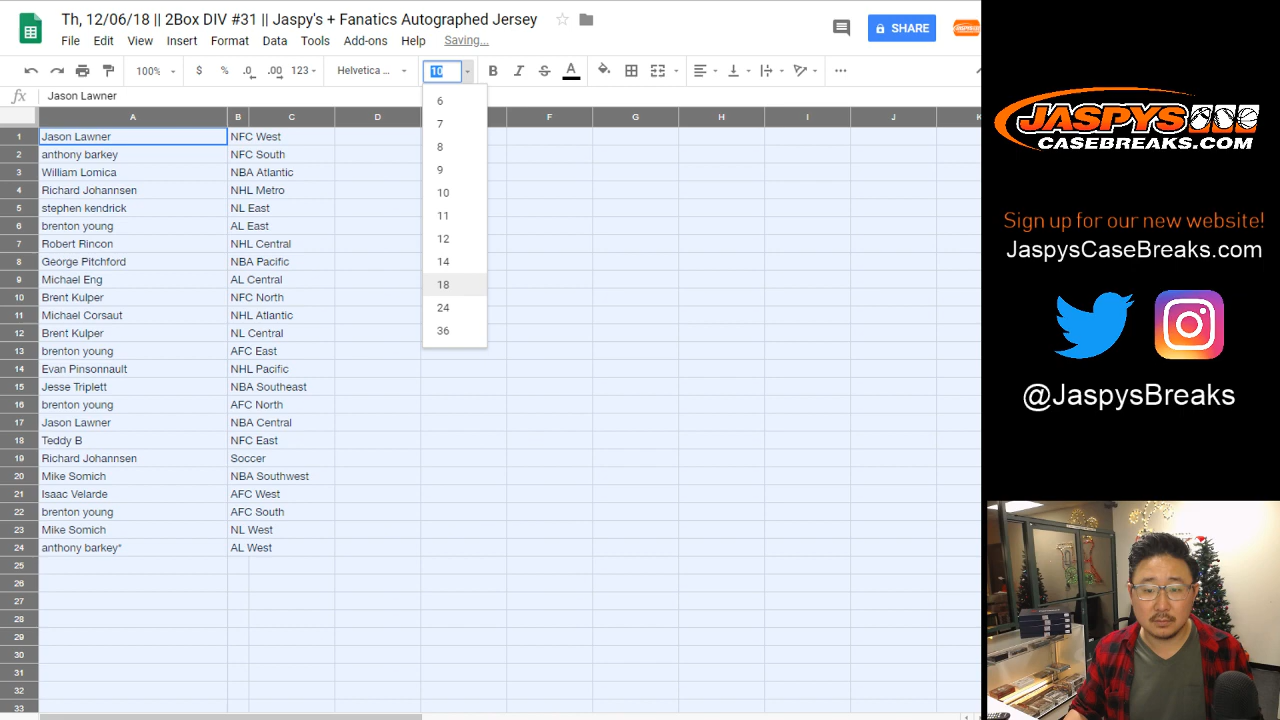 Th, 12/06/18 || 2Box DIV #31 || Jaspy's + Fanatics Autographed Jersey
File Edit View Insert Format Data Tools Add-ons Help Saving...
SHARE
100% $ % .0 .00 123 Helvetica ... 10 B I S A
fx Jason Lawner
A B C D F G H I J K
1 Jason Lawner NFC West
2 anthony barkey NFC South
3 William Lomica NBA Atlantic
4 Richard Johannsen NHL Metro
5 stephen kendrick NL East
6 brenton young AL East
7 Robert Rincon NHL Central
8 George Pitchford NBA Pacific
9 Michael Eng AL Central
10 Brent Kulper NFC North
11 Michael Corsaut NHL Atlantic
12 Brent Kulper NL Central
13 brenton young AFC East
14 Evan Pinsonnault NHL Pacific
15 Jesse Triplett NBA Southeast
16 brenton young AFC North
17 Jason Lawner NBA Central
18 Teddy B NFC East
19 Richard Johannsen Soccer
20 Mike Somich NBA Southwest
21 Isaac Velarde AFC West
22 brenton young AFC South
23 Mike Somich NL West
24 anthony barkey* AL West
25
26
27
28
29
30
31
32
33
6
7
8
9
10
11
12
14
18
24
36
JASPYS
CASEBREAKS.COM
Sign up for our new website!
JaspysCaseBreaks.com
@JaspysBreaks